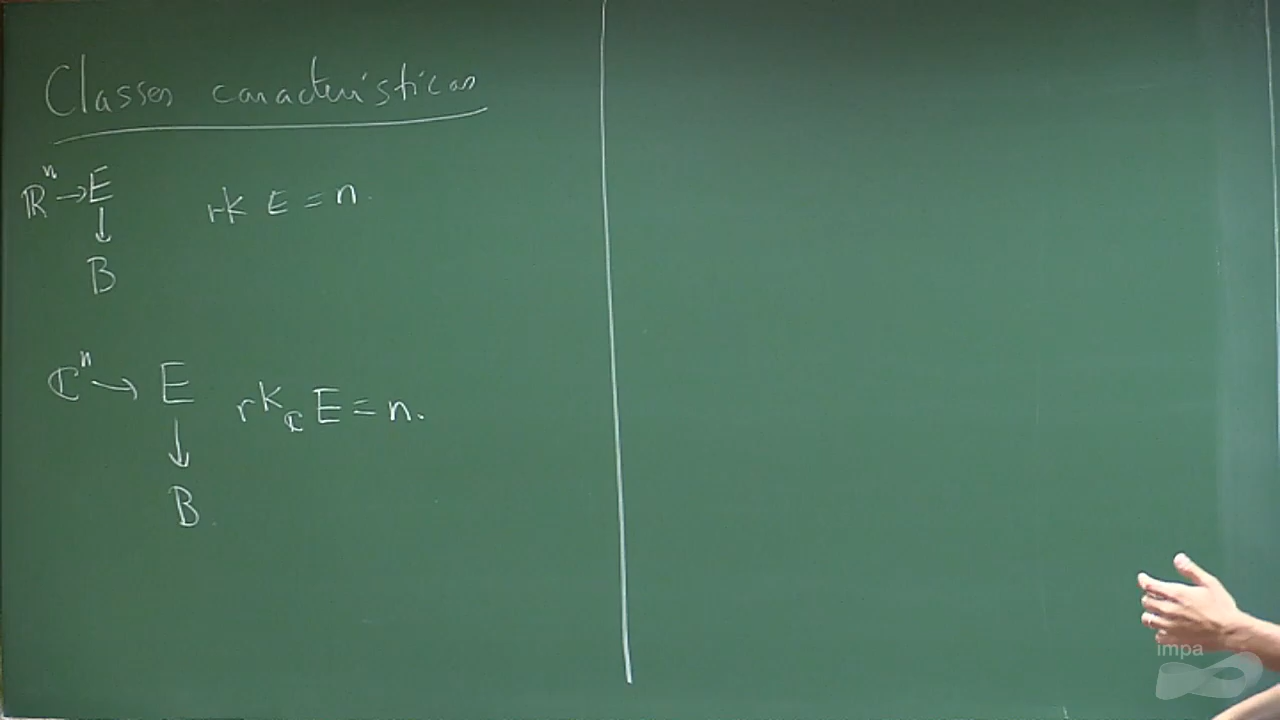 Classes características
ℝⁿ → E rk E = n.
↓
B
ℂⁿ → E rk_ℂ E = n.
↓
B.
impa